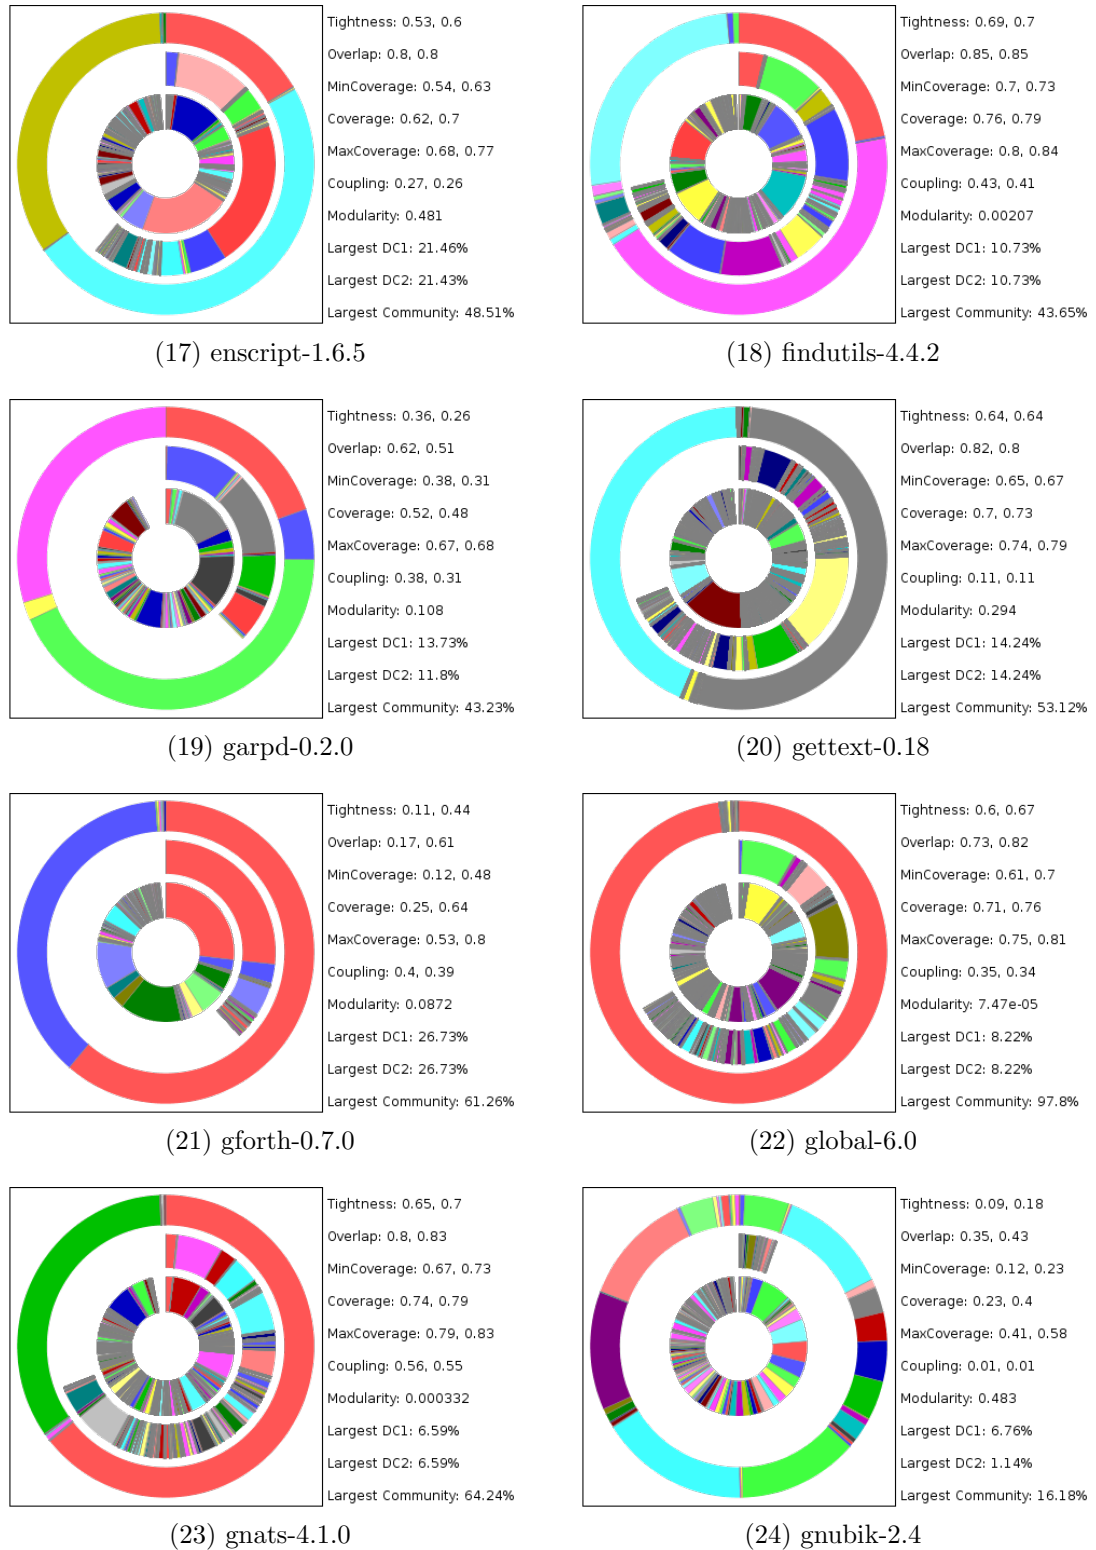 Tightness: 0.53, 0.6
Overlap: 0.8, 0.8
MinCoverage: 0.54, 0.63
Coverage: 0.62, 0.7
MaxCoverage: 0.68, 0.77
Coupling: 0.27, 0.26
Modularity: 0.481
Largest DC1: 21.46%
Largest DC2: 21.43%
Largest Community: 48.51%
(17) enscript-1.6.5
Tightness: 0.69, 0.7
Overlap: 0.85, 0.85
MinCoverage: 0.7, 0.73
Coverage: 0.76, 0.79
MaxCoverage: 0.8, 0.84
Coupling: 0.43, 0.41
Modularity: 0.00207
Largest DC1: 10.73%
Largest DC2: 10.73%
Largest Community: 43.65%
(18) findutils-4.4.2
Tightness: 0.36, 0.26
Overlap: 0.62, 0.51
MinCoverage: 0.38, 0.31
Coverage: 0.52, 0.48
MaxCoverage: 0.67, 0.68
Coupling: 0.38, 0.31
Modularity: 0.108
Largest DC1: 13.73%
Largest DC2: 11.8%
Largest Community: 43.23%
(19) garpd-0.2.0
Tightness: 0.64, 0.64
Overlap: 0.82, 0.8
MinCoverage: 0.65, 0.67
Coverage: 0.7, 0.73
MaxCoverage: 0.74, 0.79
Coupling: 0.11, 0.11
Modularity: 0.294
Largest DC1: 14.24%
Largest DC2: 14.24%
Largest Community: 53.12%
(20) gettext-0.18
Tightness: 0.11, 0.44
Overlap: 0.17, 0.61
MinCoverage: 0.12, 0.48
Coverage: 0.25, 0.64
MaxCoverage: 0.53, 0.8
Coupling: 0.4, 0.39
Modularity: 0.0872
Largest DC1: 26.73%
Largest DC2: 26.73%
Largest Community: 61.26%
(21) gforth-0.7.0
Tightness: 0.6, 0.67
Overlap: 0.73, 0.82
MinCoverage: 0.61, 0.7
Coverage: 0.71, 0.76
MaxCoverage: 0.75, 0.81
Coupling: 0.35, 0.34
Modularity: 7.47e-05
Largest DC1: 8.22%
Largest DC2: 8.22%
Largest Community: 97.8%
(22) global-6.0
Tightness: 0.65, 0.7
Overlap: 0.8, 0.83
MinCoverage: 0.67, 0.73
Coverage: 0.74, 0.79
MaxCoverage: 0.79, 0.83
Coupling: 0.56, 0.55
Modularity: 0.000332
Largest DC1: 6.59%
Largest DC2: 6.59%
Largest Community: 64.24%
(23) gnats-4.1.0
Tightness: 0.09, 0.18
Overlap: 0.35, 0.43
MinCoverage: 0.12, 0.23
Coverage: 0.23, 0.4
MaxCoverage: 0.41, 0.58
Coupling: 0.01, 0.01
Modularity: 0.483
Largest DC1: 6.76%
Largest DC2: 1.14%
Largest Community: 16.18%
(24) gnubik-2.4